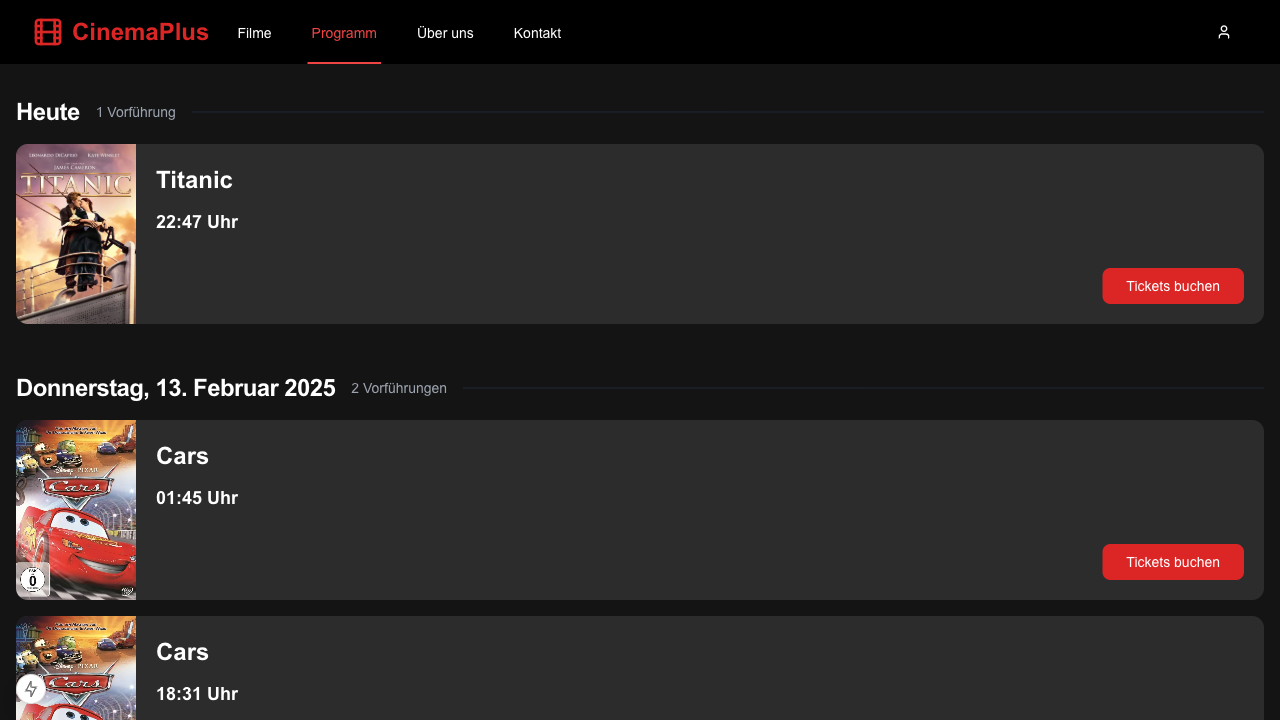 CinemaPlus
Filme
Programm
Über uns
Kontakt
Heute
1 Vorführung
LEONARDO DICAPRIO KATE WINSLET
JAMES CAMERON
TITANIC
Titanic
22:47 Uhr
Tickets buchen
Donnerstag, 13. Februar 2025
2 Vorführungen
DISNEY PIXAR
Cars
0
Cars
01:45 Uhr
Tickets buchen
DISNEY PIXAR
Cars
Cars
18:31 Uhr